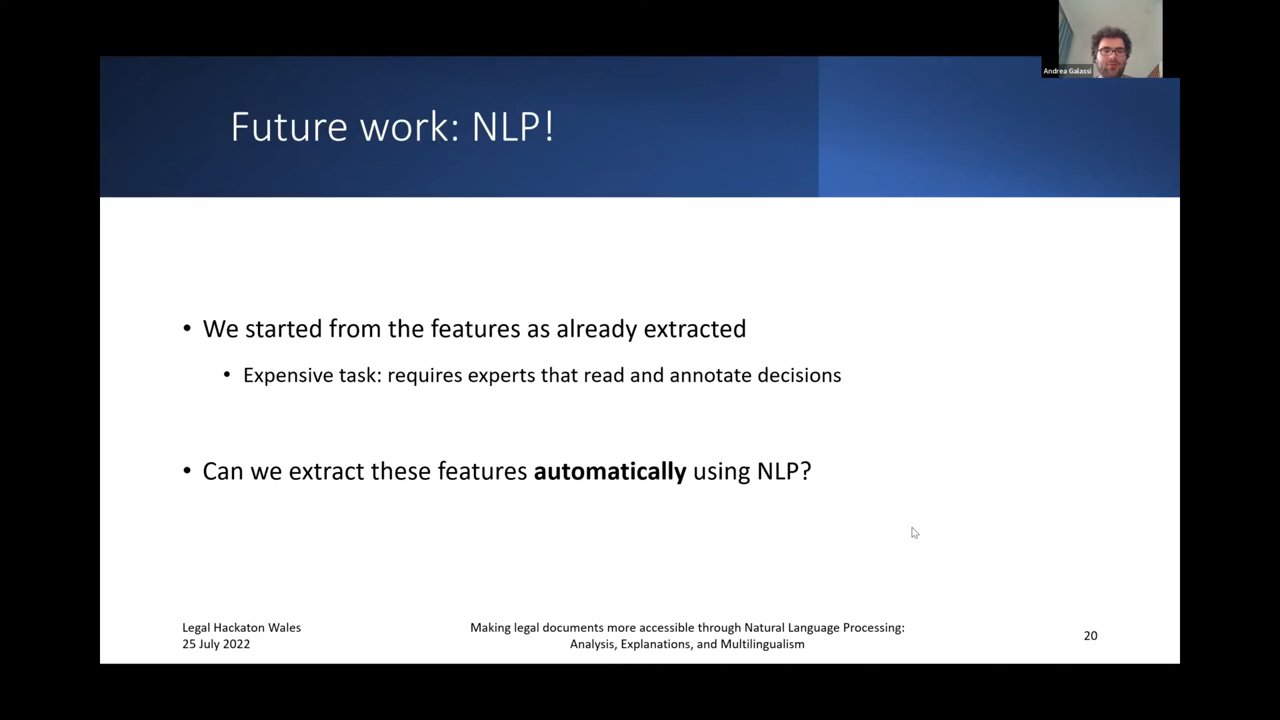 Andrea Galassi
Future work: NLP!
• We started from the features as already extracted
• Expensive task: requires experts that read and annotate decisions
• Can we extract these features automatically using NLP?
Legal Hackaton Wales
25 July 2022
Making legal documents more accessible through Natural Language Processing:
Analysis, Explanations, and Multilingualism
20